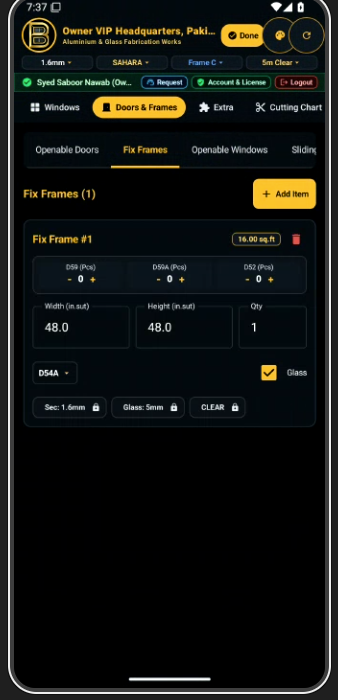 7:37
Owner VIP Headquarters, Paki...
Aluminium & Glass Fabrication Works
Done
1.6mm
SAHARA
Frame C
5m Clear
Syed Saboor Nawab (Ow...
Request
Account & License
Logout
Windows
Doors & Frames
Extra
Cutting Chart
Openable Doors
Fix Frames
Openable Windows
Sliding
Fix Frames (1)
+ Add Item
Fix Frame #1
16.00 sq.ft
D59 (Pcs)
D59A (Pcs)
D52 (Pcs)
- 0 +
- 0 +
- 0 +
Width (in.sut)
Height (in.sut)
Qty
48.0
48.0
1
D54A
Glass
Sec: 1.6mm
Glass: 5mm
CLEAR